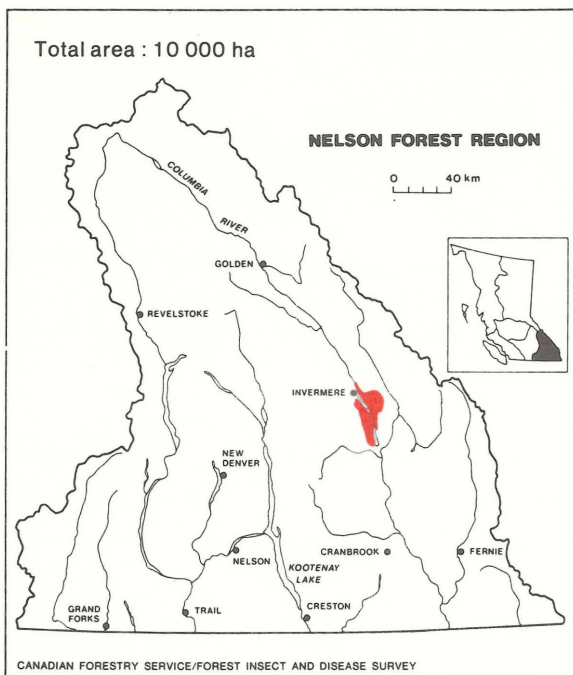 Total area : 10 000 ha
NELSON FOREST REGION
0 40 km
COLUMBIA
RIVER
GOLDEN
REVELSTOKE
INVERMERE
NEW
DENVER
NELSON
KOOTENAY
LAKE
CRANBROOK
FERNIE
GRAND
FORKS
TRAIL
CRESTON
CANADIAN FORESTRY SERVICE/FOREST INSECT AND DISEASE SURVEY